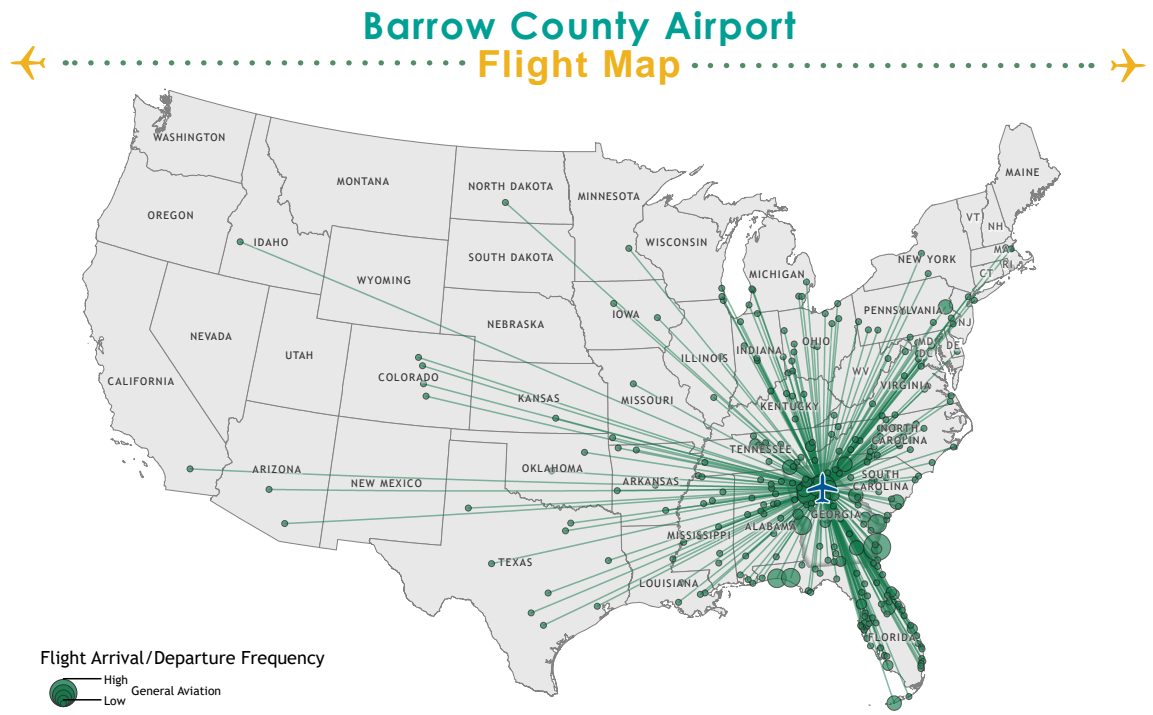 Barrow County Airport
Flight Map
WASHINGTON
MONTANA
NORTH DAKOTA
MINNESOTA
MAINE
OREGON
IDAHO
SOUTH DAKOTA
WISCONSIN
VT
NH
WYOMING
MICHIGAN
NEW YORK
MA
RI
CT
NEVADA
NEBRASKA
IOWA
PENNSYLVANIA
NJ
UTAH
ILLINOIS
INDIANA
OHIO
MD
DE
DC
CALIFORNIA
COLORADO
KANSAS
MISSOURI
WV
VIRGINIA
KENTUCKY
NORTH
CAROLINA
TENNESSEE
ARIZONA
NEW MEXICO
OKLAHOMA
ARKANSAS
SOUTH
CAROLINA
MISSISSIPPI
ALABAMA
GEORGIA
TEXAS
LOUISIANA
FLORIDA
Flight Arrival/Departure Frequency
High
General Aviation
Low